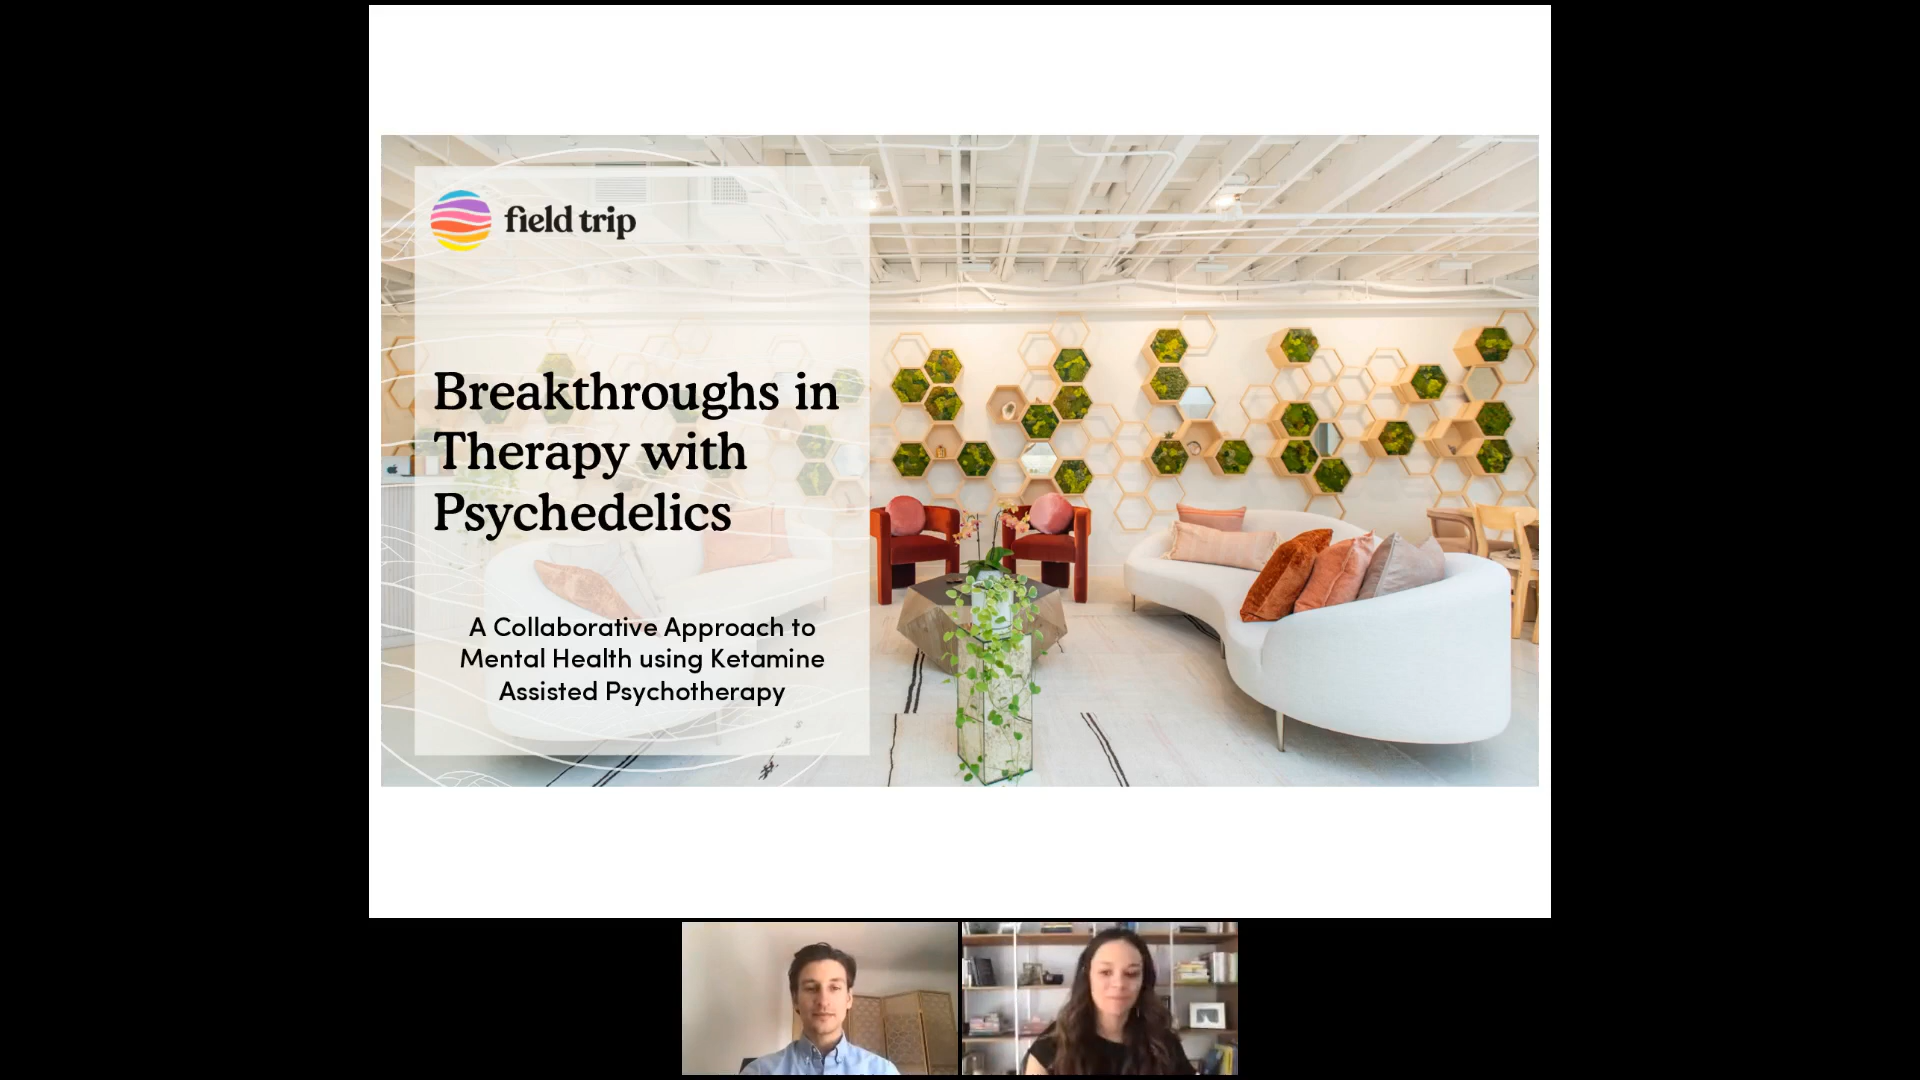 field trip
Breakthroughs in
Therapy with
Psychedelics
A Collaborative Approach to
Mental Health using Ketamine
Assisted Psychotherapy